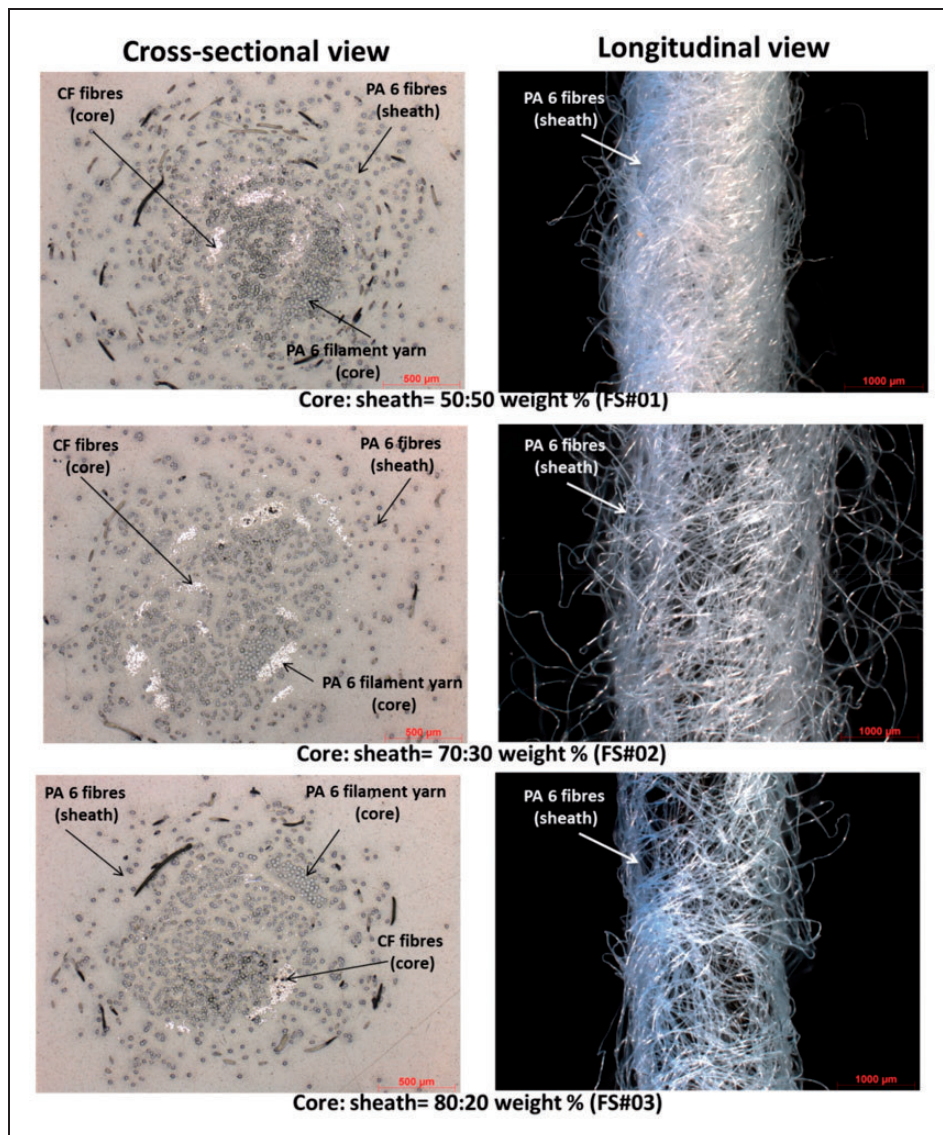 Cross-sectional view
Longitudinal view
CF fibres
(core)
PA 6 fibres
(sheath)
PA 6 filament yarn
(core)
500 µm
PA 6 fibres
(sheath)
1000 µm
Core: sheath= 50:50 weight % (FS#01)
CF fibres
(core)
PA 6 fibres
(sheath)
PA 6 filament yarn
(core)
500 µm
PA 6 fibres
(sheath)
1000 µm
Core: sheath= 70:30 weight % (FS#02)
PA 6 fibres
(sheath)
PA 6 filament yarn
(core)
CF fibres
(core)
500 µm
PA 6 fibres
(sheath)
1000 µm
Core: sheath= 80:20 weight % (FS#03)